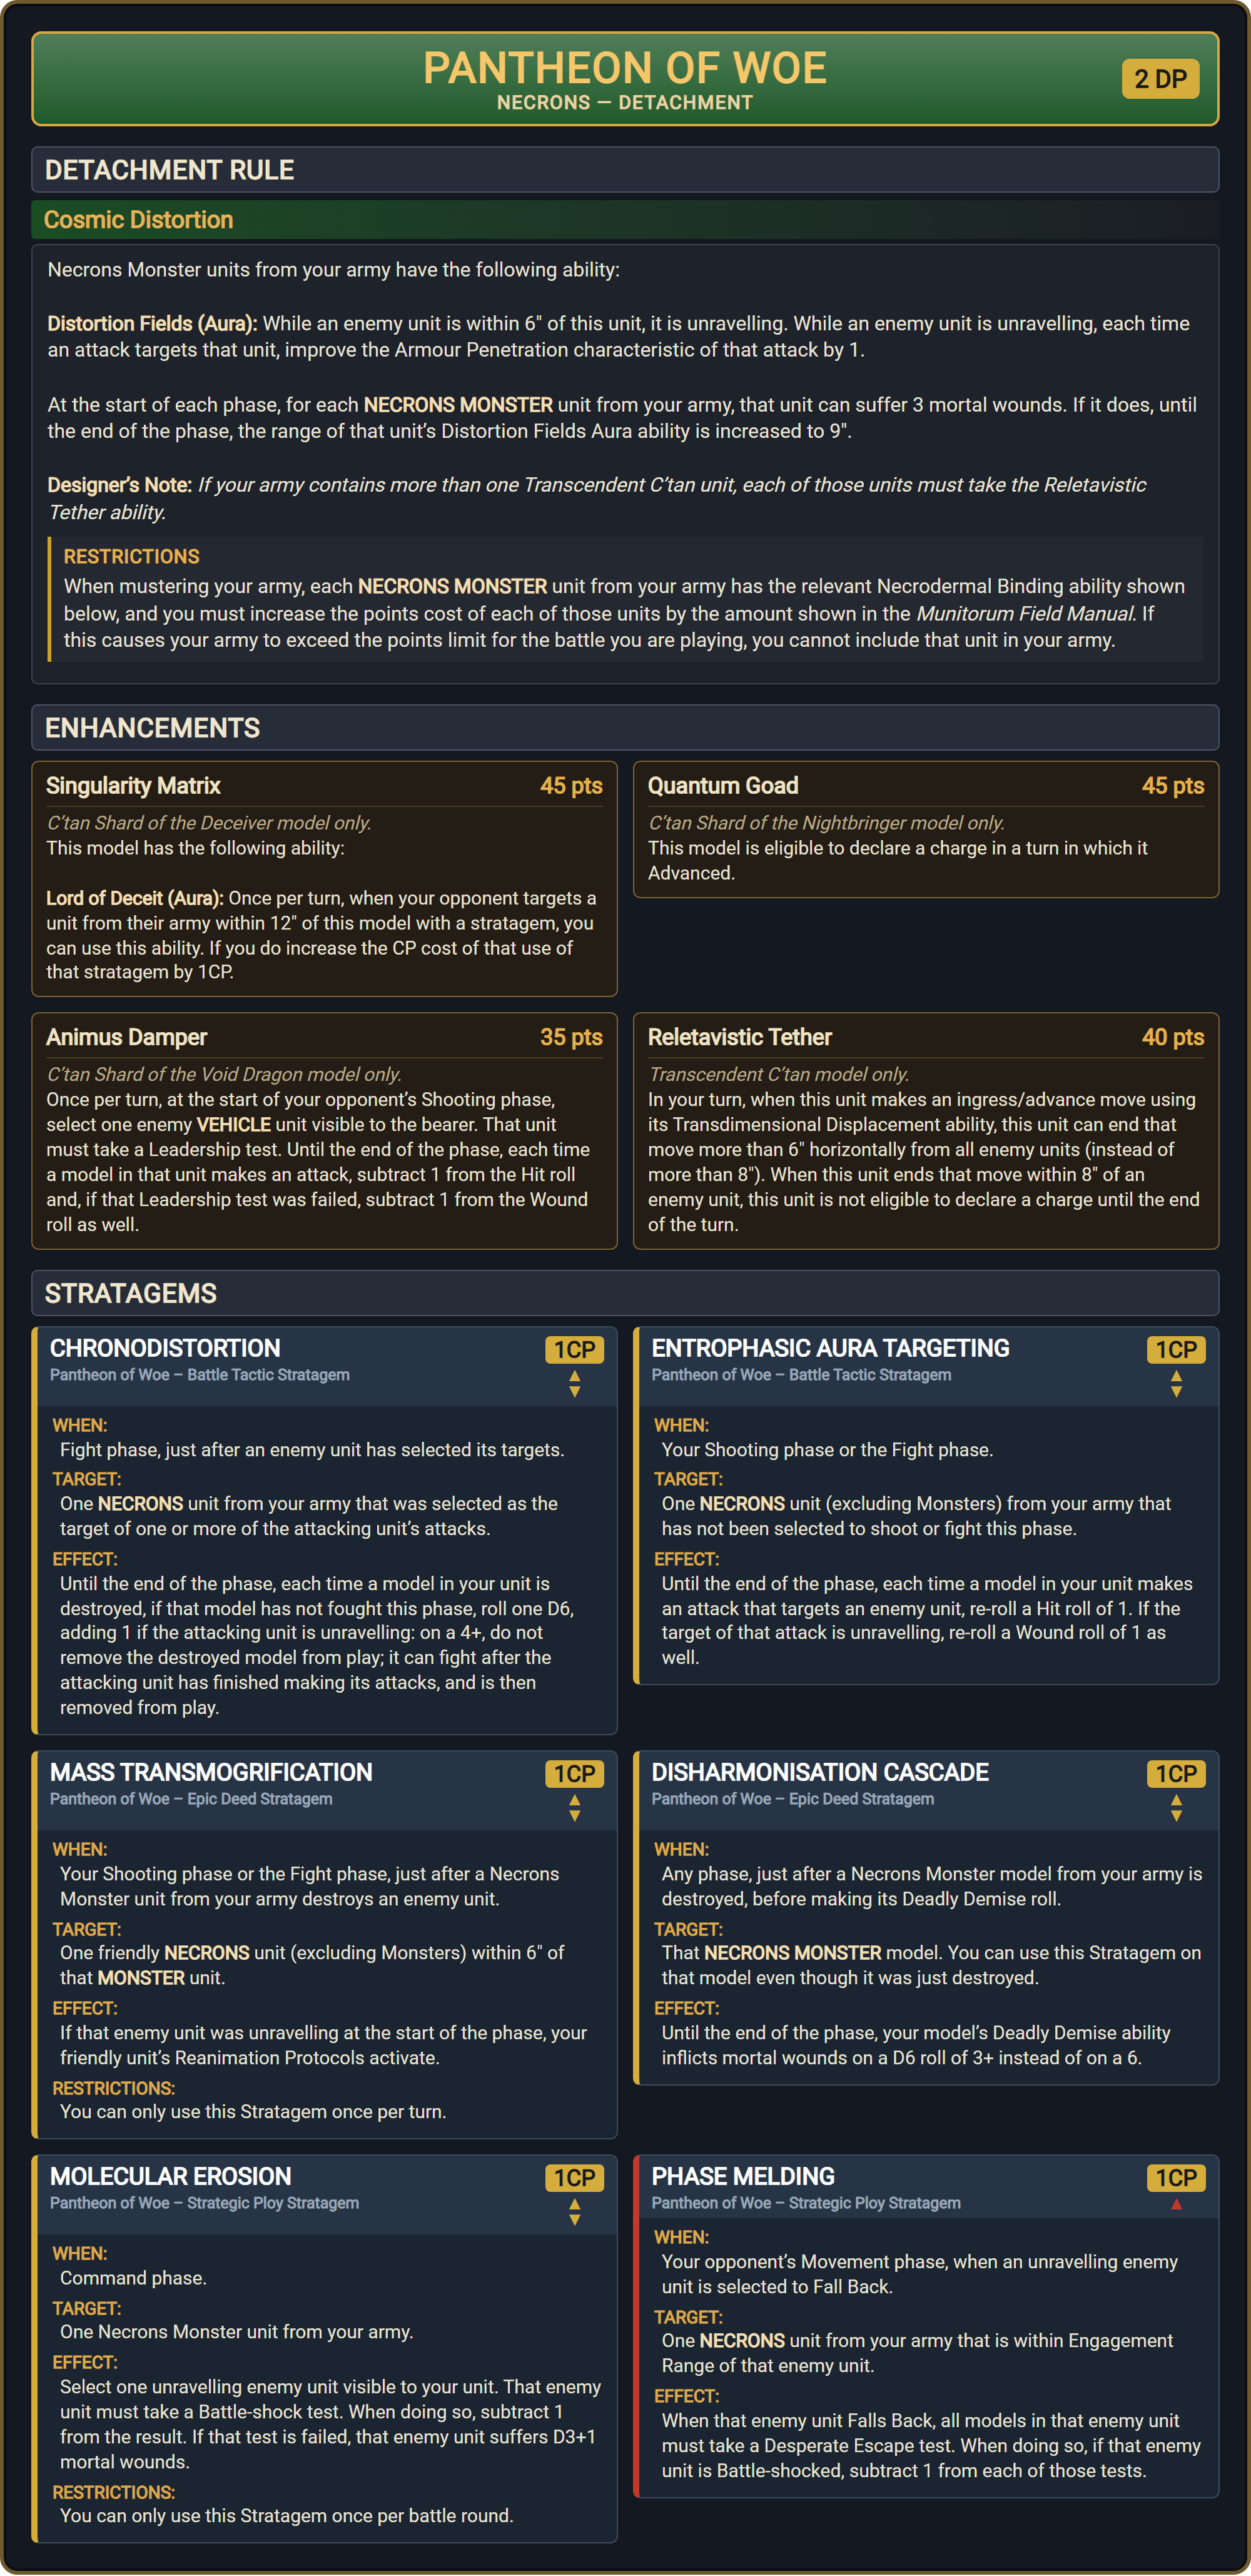 PANTHEON OF WOE
NECRONS — DETACHMENT
2 DP
DETACHMENT RULE
Cosmic Distortion
Necrons Monster units from your army have the following ability:
Distortion Fields (Aura): While an enemy unit is within 6" of this unit, it is unravelling. While an enemy unit is unravelling, each time
an attack targets that unit, improve the Armour Penetration characteristic of that attack by 1.
At the start of each phase, for each NECRONS MONSTER unit from your army, that unit can suffer 3 mortal wounds. If it does, until
the end of the phase, the range of that unit’s Distortion Fields Aura ability is increased to 9".
Designer’s Note: If your army contains more than one Transcendent C’tan unit, each of those units must take the Reletavistic
Tether ability.
RESTRICTIONS
When mustering your army, each NECRONS MONSTER unit from your army has the relevant Necrodermal Binding ability shown
below, and you must increase the points cost of each of those units by the amount shown in the Munitorum Field Manual. If
this causes your army to exceed the points limit for the battle you are playing, you cannot include that unit in your army.
ENHANCEMENTS
Singularity Matrix
45 pts
C’tan Shard of the Deceiver model only.
This model has the following ability:
Lord of Deceit (Aura): Once per turn, when your opponent targets a
unit from their army within 12" of this model with a stratagem, you
can use this ability. If you do increase the CP cost of that use of
that stratagem by 1CP.
Quantum Goad
45 pts
C’tan Shard of the Nightbringer model only.
This model is eligible to declare a charge in a turn in which it
Advanced.
Animus Damper
35 pts
C’tan Shard of the Void Dragon model only.
Once per turn, at the start of your opponent’s Shooting phase,
select one enemy VEHICLE unit visible to the bearer. That unit
must take a Leadership test. Until the end of the phase, each time
a model in that unit makes an attack, subtract 1 from the Hit roll
and, if that Leadership test was failed, subtract 1 from the Wound
roll as well.
Reletavistic Tether
40 pts
Transcendent C’tan model only.
In your turn, when this unit makes an ingress/advance move using
its Transdimensional Displacement ability, this unit can end that
move more than 6" horizontally from all enemy units (instead of
more than 8"). When this unit ends that move within 8" of an
enemy unit, this unit is not eligible to declare a charge until the end
of the turn.
STRATAGEMS
CHRONODISTORTION
1CP
Pantheon of Woe – Battle Tactic Stratagem
WHEN:
Fight phase, just after an enemy unit has selected its targets.
TARGET:
One NECRONS unit from your army that was selected as the
target of one or more of the attacking unit’s attacks.
EFFECT:
Until the end of the phase, each time a model in your unit is
destroyed, if that model has not fought this phase, roll one D6,
adding 1 if the attacking unit is unravelling: on a 4+, do not
remove the destroyed model from play; it can fight after the
attacking unit has finished making its attacks, and is then
removed from play.
ENTROPHASIC AURA TARGETING
1CP
Pantheon of Woe – Battle Tactic Stratagem
WHEN:
Your Shooting phase or the Fight phase.
TARGET:
One NECRONS unit (excluding Monsters) from your army that
has not been selected to shoot or fight this phase.
EFFECT:
Until the end of the phase, each time a model in your unit makes
an attack that targets an enemy unit, re-roll a Hit roll of 1. If the
target of that attack is unravelling, re-roll a Wound roll of 1 as
well.
MASS TRANSMOGRIFICATION
1CP
Pantheon of Woe – Epic Deed Stratagem
WHEN:
Your Shooting phase or the Fight phase, just after a Necrons
Monster unit from your army destroys an enemy unit.
TARGET:
One friendly NECRONS unit (excluding Monsters) within 6" of
that MONSTER unit.
EFFECT:
If that enemy unit was unravelling at the start of the phase, your
friendly unit’s Reanimation Protocols activate.
RESTRICTIONS:
You can only use this Stratagem once per turn.
DISHARMONISATION CASCADE
1CP
Pantheon of Woe – Epic Deed Stratagem
WHEN:
Any phase, just after a Necrons Monster model from your army is
destroyed, before making its Deadly Demise roll.
TARGET:
That NECRONS MONSTER model. You can use this Stratagem on
that model even though it was just destroyed.
EFFECT:
Until the end of the phase, your model’s Deadly Demise ability
inflicts mortal wounds on a D6 roll of 3+ instead of on a 6.
MOLECULAR EROSION
1CP
Pantheon of Woe – Strategic Ploy Stratagem
WHEN:
Command phase.
TARGET:
One Necrons Monster unit from your army.
EFFECT:
Select one unravelling enemy unit visible to your unit. That enemy
unit must take a Battle-shock test. When doing so, subtract 1
from the result. If that test is failed, that enemy unit suffers D3+1
mortal wounds.
RESTRICTIONS:
You can only use this Stratagem once per battle round.
PHASE MELDING
1CP
Pantheon of Woe – Strategic Ploy Stratagem
WHEN:
Your opponent’s Movement phase, when an unravelling enemy
unit is selected to Fall Back.
TARGET:
One NECRONS unit from your army that is within Engagement
Range of that enemy unit.
EFFECT:
When that enemy unit Falls Back, all models in that enemy unit
must take a Desperate Escape test. When doing so, if that enemy
unit is Battle-shocked, subtract 1 from each of those tests.